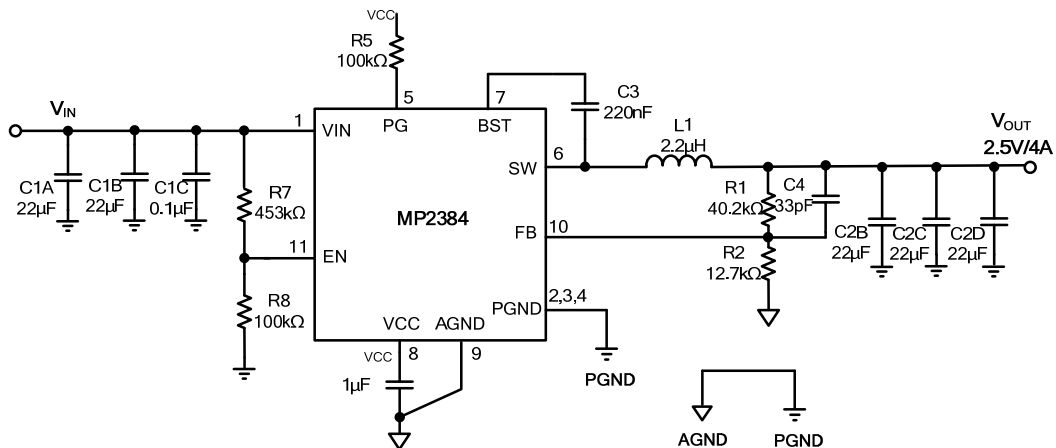 VCC
R5
100kΩ
5
7
C3
220nF
VIN
1
VIN
PG
BST
L1
2.2µH
VOUT
2.5V/4A
SW
6
C1A
22µF
C1B
22µF
C1C
0.1µF
R7
453kΩ
MP2384
R1
40.2kΩ
C4
33pF
FB
10
C2B
22µF
C2C
22µF
C2D
22µF
11
EN
R2
12.7kΩ
R8
100kΩ
PGND
2,3,4
VCC
AGND
VCC
8
9
1µF
PGND
AGND
PGND